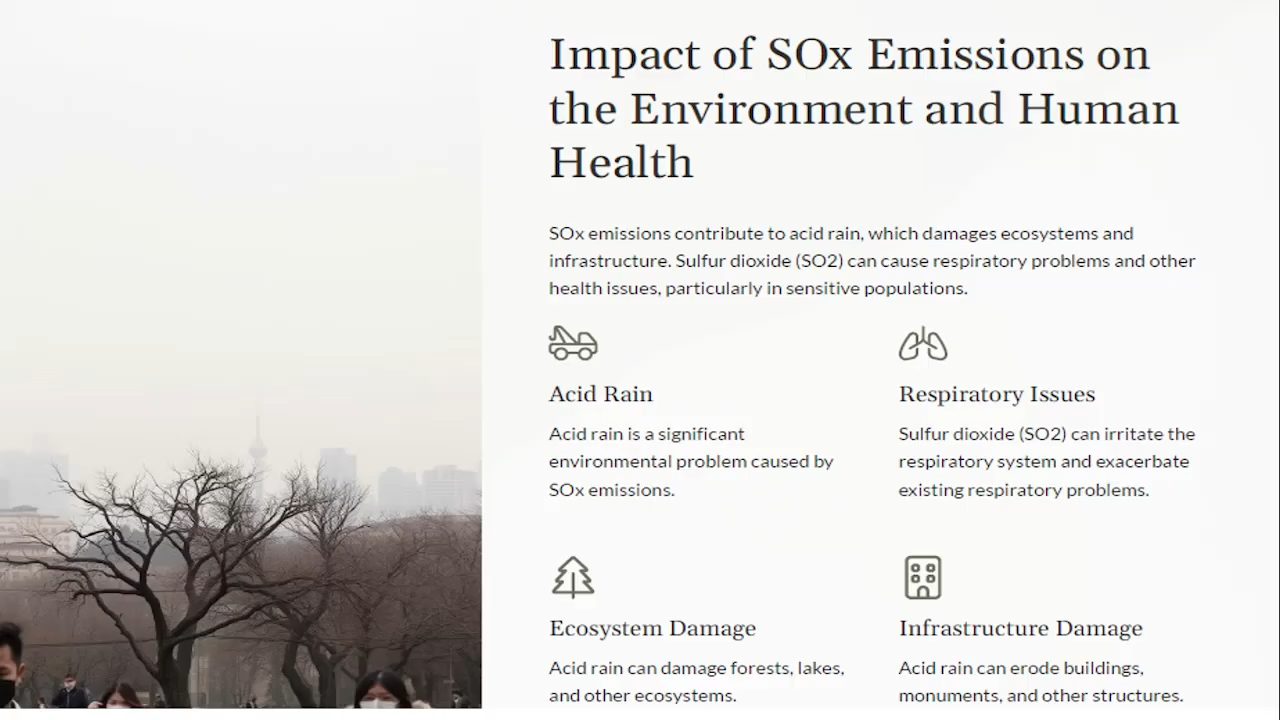 Impact of SOx Emissions on
the Environment and Human
Health
SOx emissions contribute to acid rain, which damages ecosystems and
infrastructure. Sulfur dioxide (SO2) can cause respiratory problems and other
health issues, particularly in sensitive populations.
Acid Rain
Acid rain is a significant
environmental problem caused by
SOx emissions.
Respiratory Issues
Sulfur dioxide (SO2) can irritate the
respiratory system and exacerbate
existing respiratory problems.
Ecosystem Damage
Acid rain can damage forests, lakes,
and other ecosystems.
Infrastructure Damage
Acid rain can erode buildings,
monuments, and other structures.